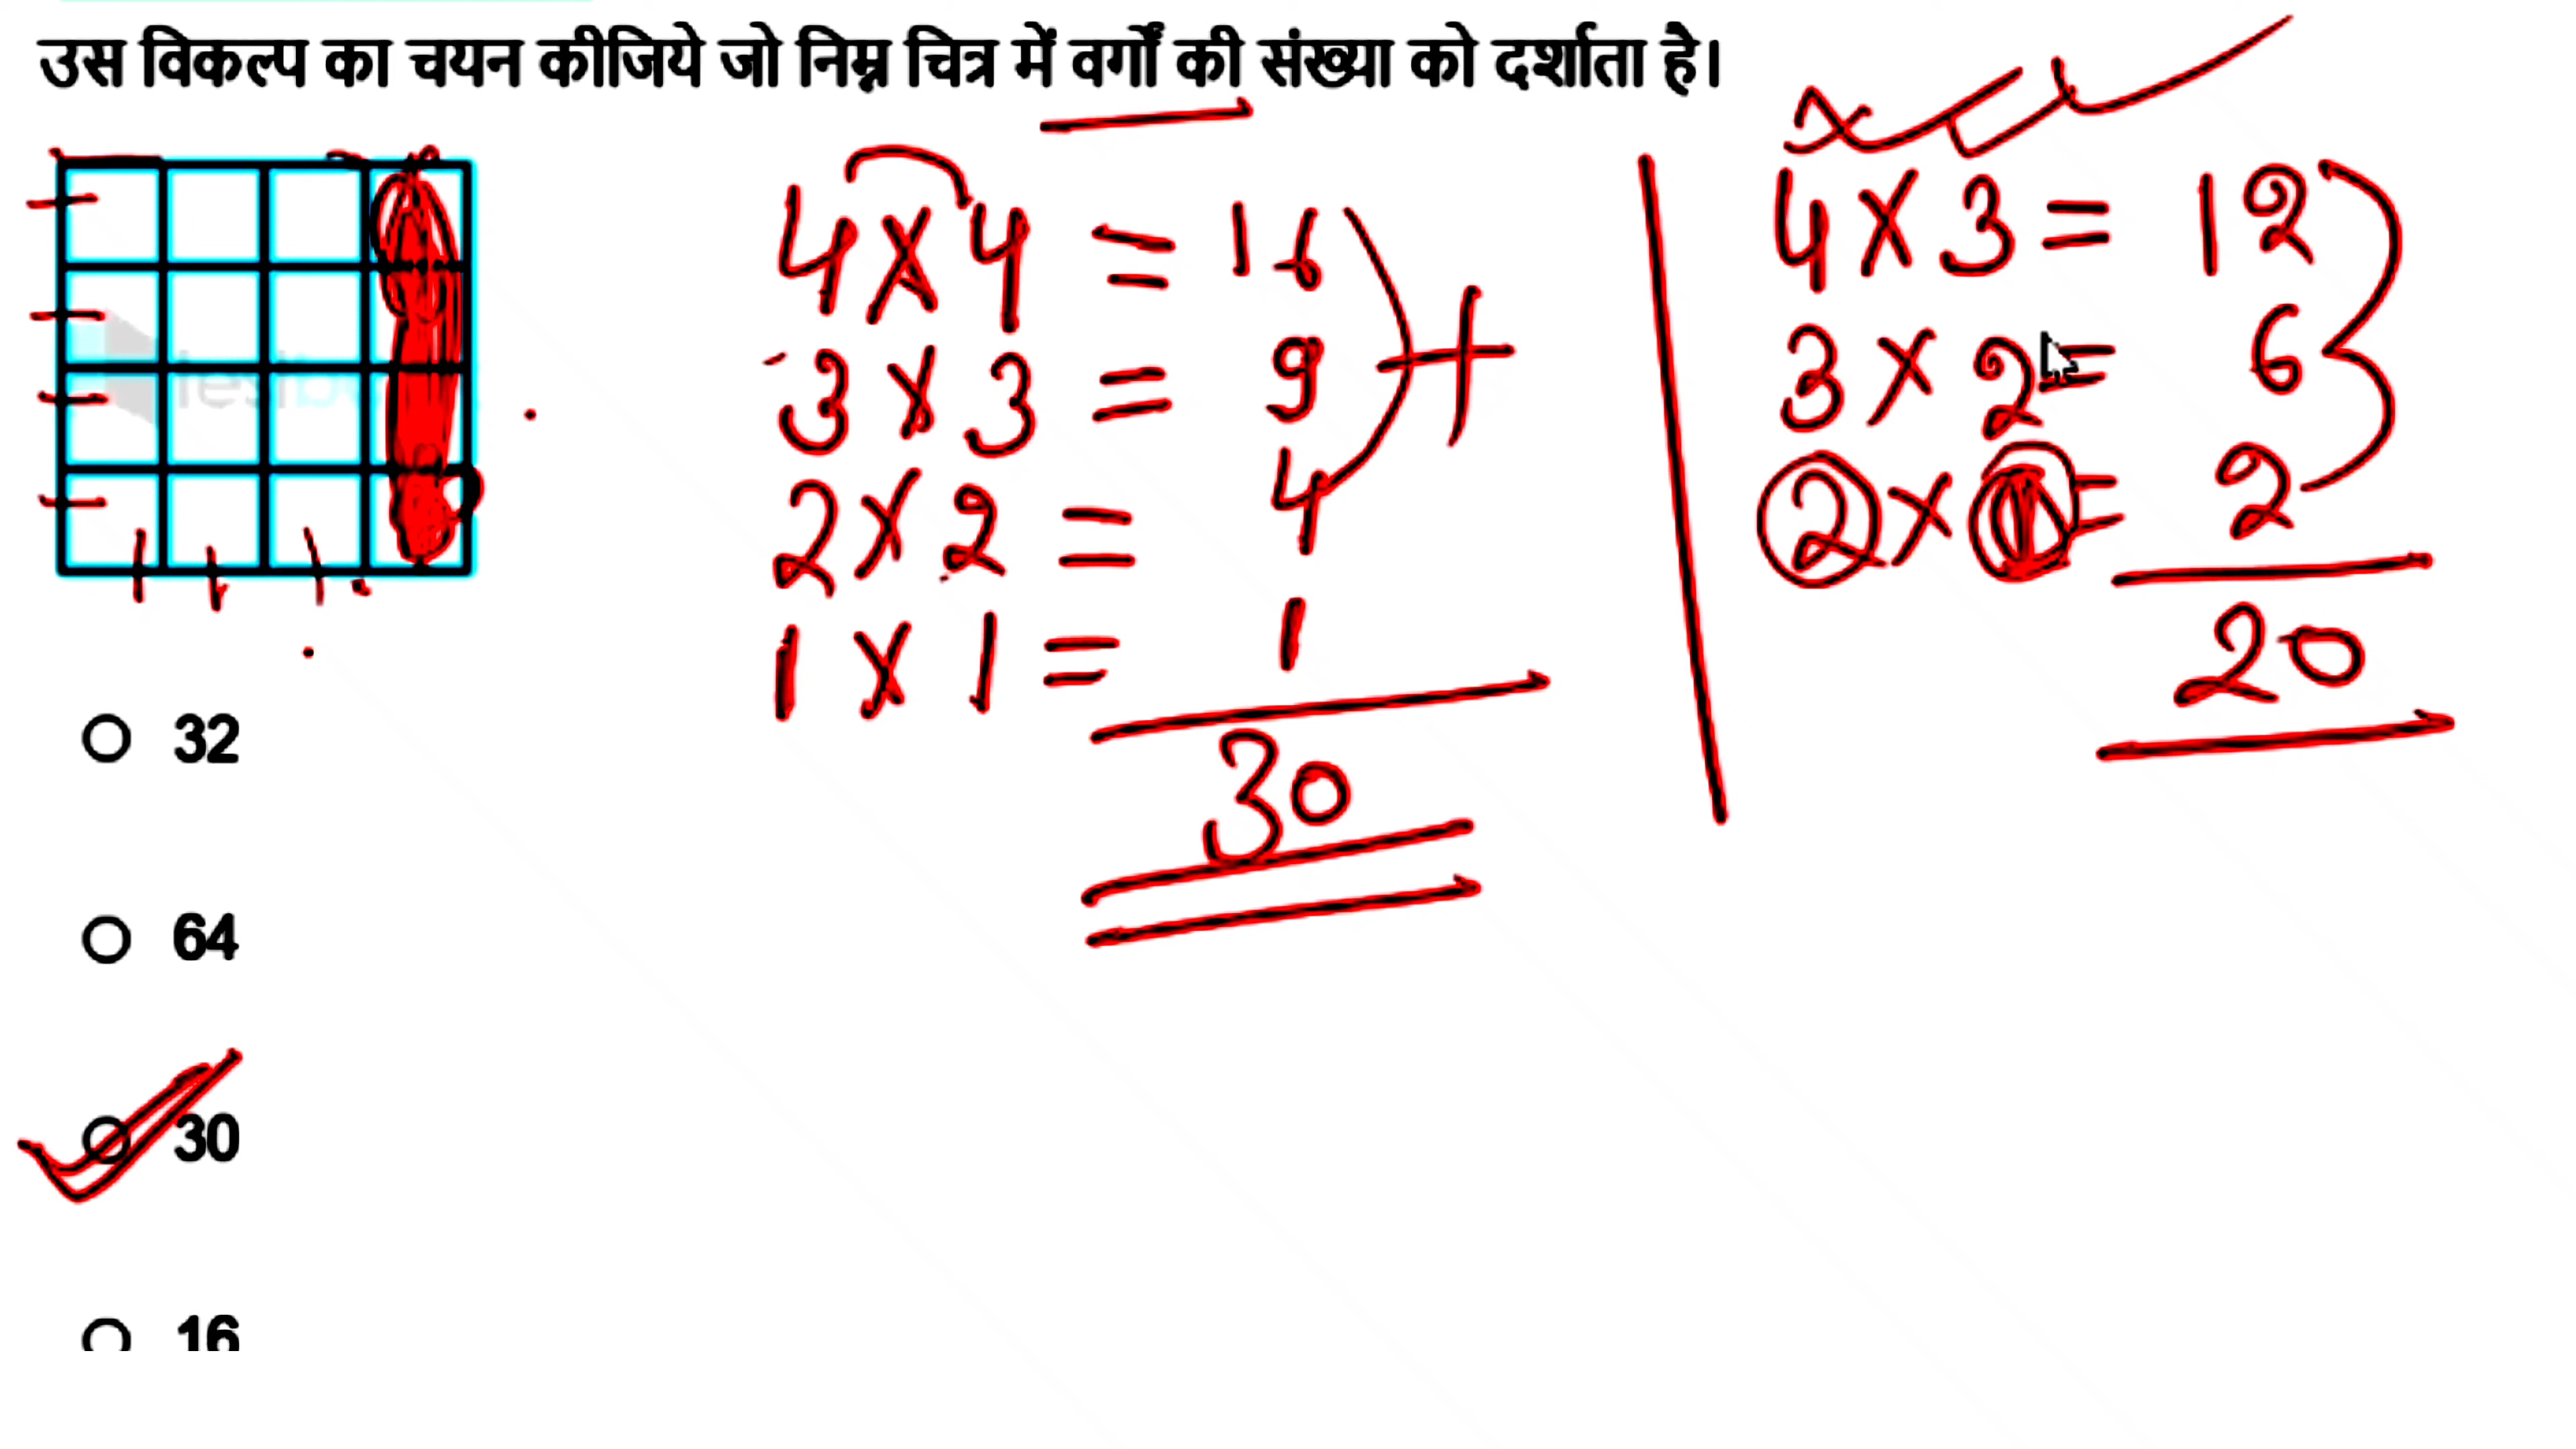 उस विकल्प का चयन कीजिये जो निम्न चित्र में वर्गों की संख्या को दर्शाता है।
4 x 4 = 16
3 x 3 = 9
2 x 2 = 4
1 x 1 = 1
+
30
4 x 3 = 12
3 x 2 = 6
2 x 1 = 2
20
32
64
30
16